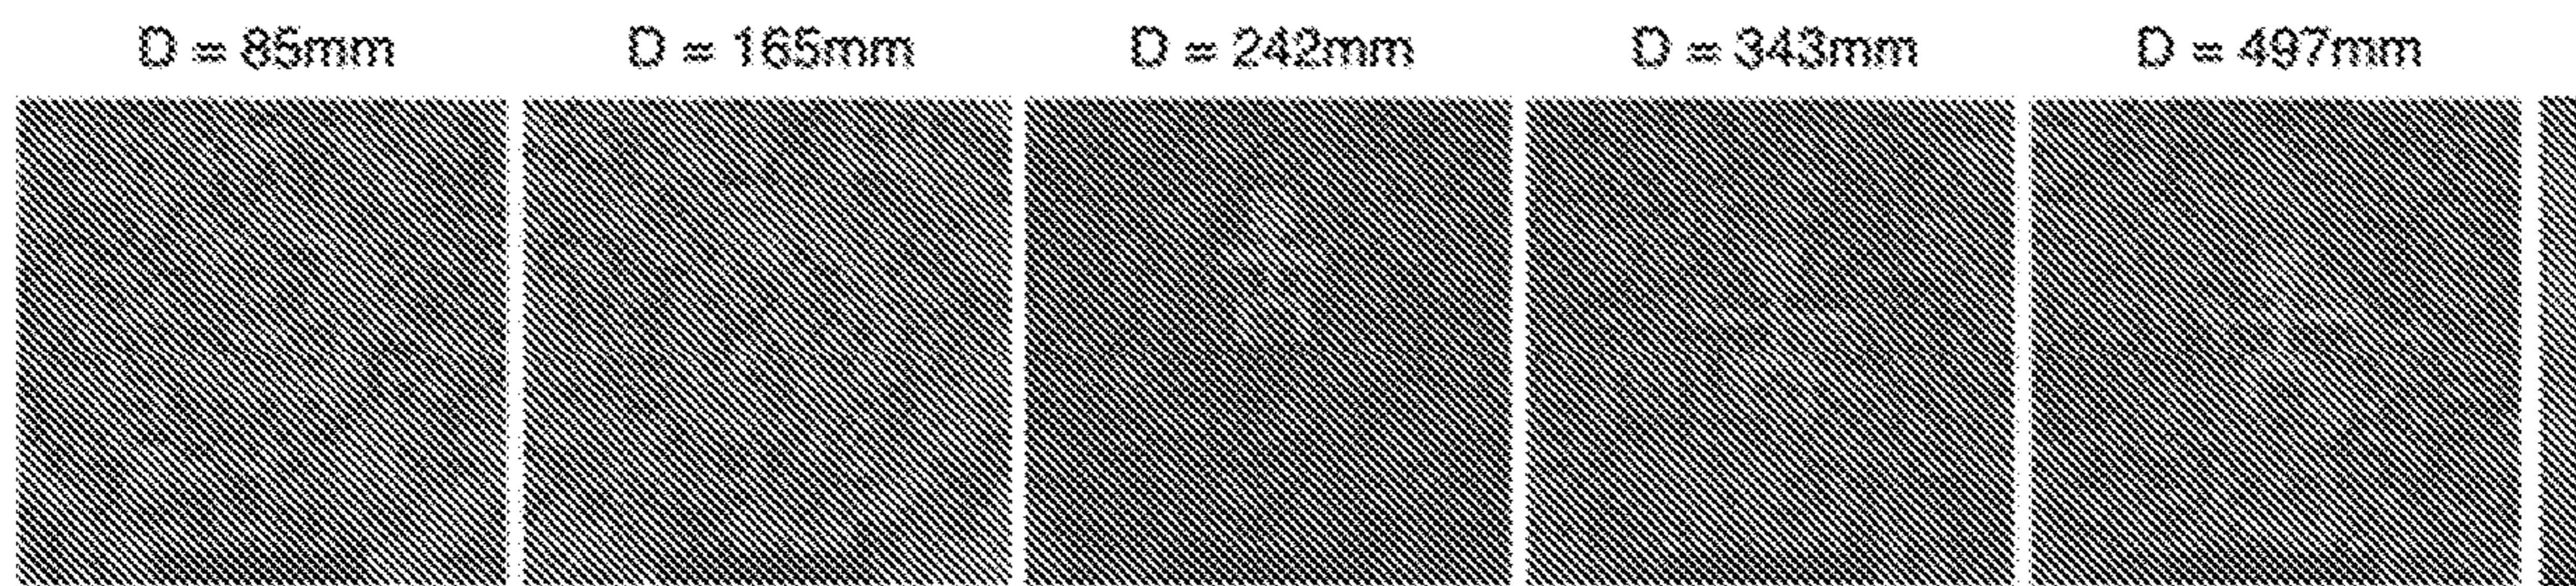 D = 85mm D = 165mm D = 242mm D = 343mm D = 497mm